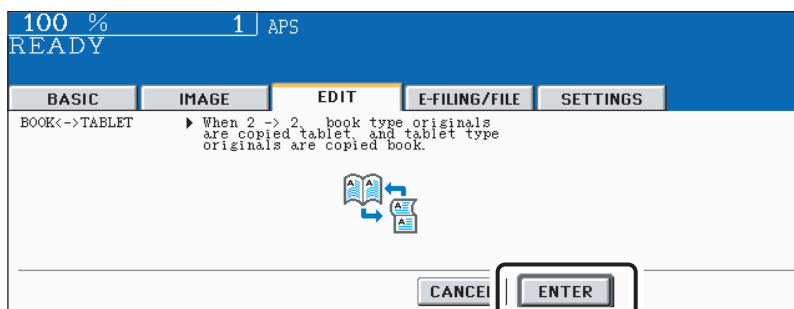 100 % 1 APS
READY
BASIC IMAGE EDIT E-FILING/FILE SETTINGS
BOOK<->TABLET ▶ When 2 -> 2, book type originals
are copied tablet, and tablet type
originals are copied book.
A A
A
A
CANCEL ENTER